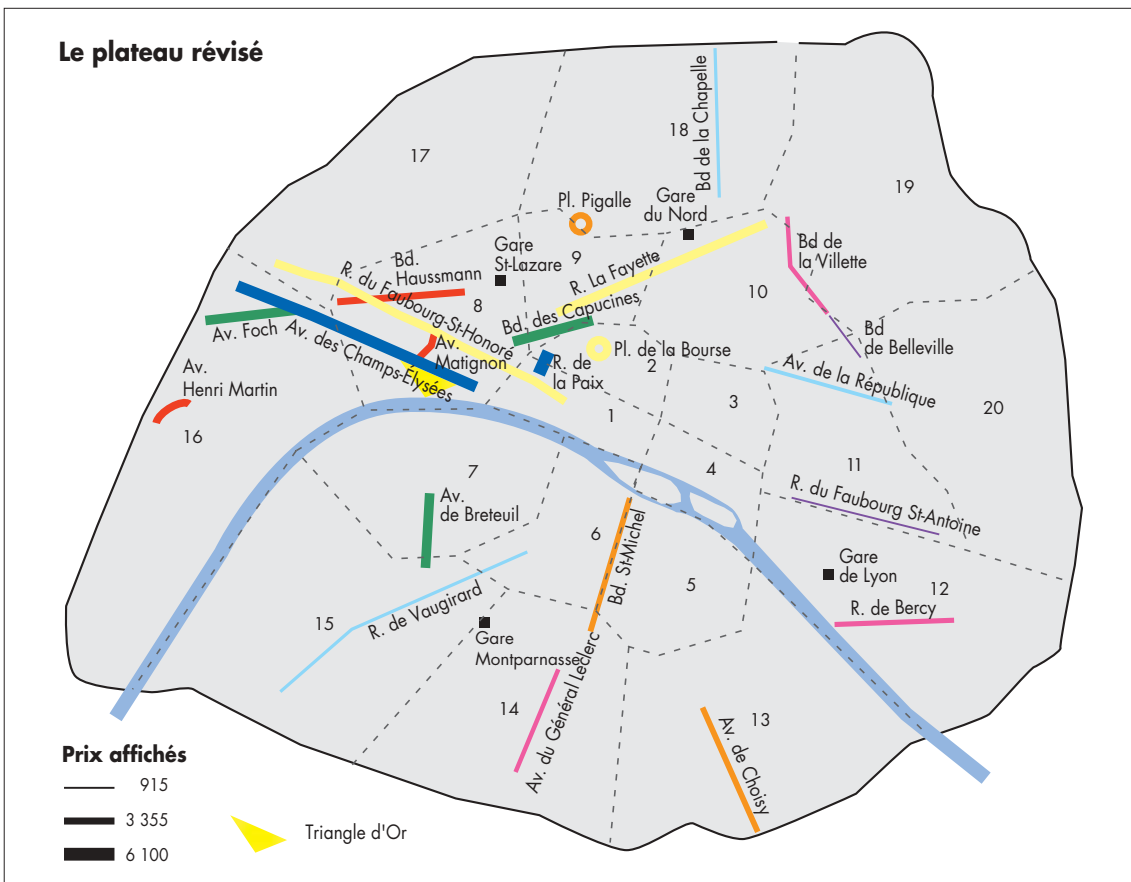 Le plateau révisé
17
18
Bd de la Chapelle
19
Pl. Pigalle
Gare
du Nord
Bd.
Haussmann
Gare
St-Lazare
9
R. La Fayette
Bd de
la Villette
8
10
R. du Faubourg-St-Honoré
Bd. des Capucines
Av. Foch
Av. des Champs-Élysées
Av.
Matignon
Pl. de la Bourse
Bd
de Belleville
R. de
la Paix
2
Av.
Henri Martin
Av. de la République
3
20
1
16
7
4
11
Av.
de Breteuil
R. du Faubourg St-Antoine
6
Bd. St-Michel
5
Gare
de Lyon
12
R. de Bercy
15
R. de Vaugirard
Gare
Montparnasse
14
Av. du Général Leclerc
13
Av. de Choisy
Prix affichés
915
3 355
6 100
Triangle d'Or